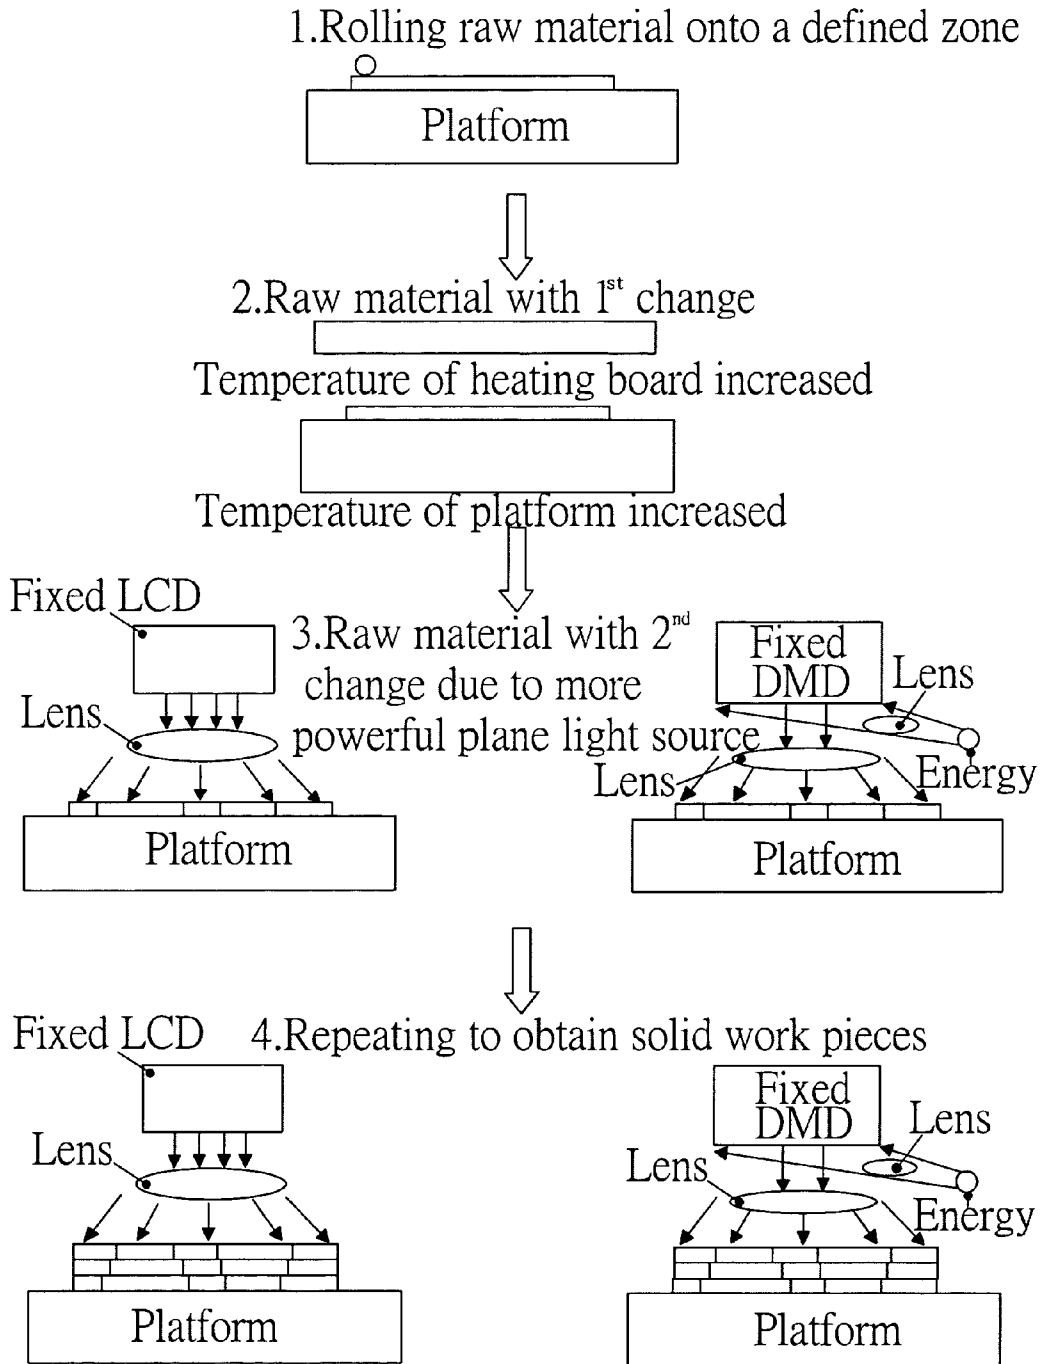 1.Rolling raw material onto a defined zone
Platform
2.Raw material with 1st change
Temperature of heating board increased
Temperature of platform increased
Fixed LCD
Lens
Platform
3.Raw material with 2nd
change due to more
powerful plane light source
Fixed
DMD
Lens
Lens
Energy
Platform
4.Repeating to obtain solid work pieces
Fixed LCD
Lens
Platform
Fixed
DMD
Lens
Lens
Energy
Platform